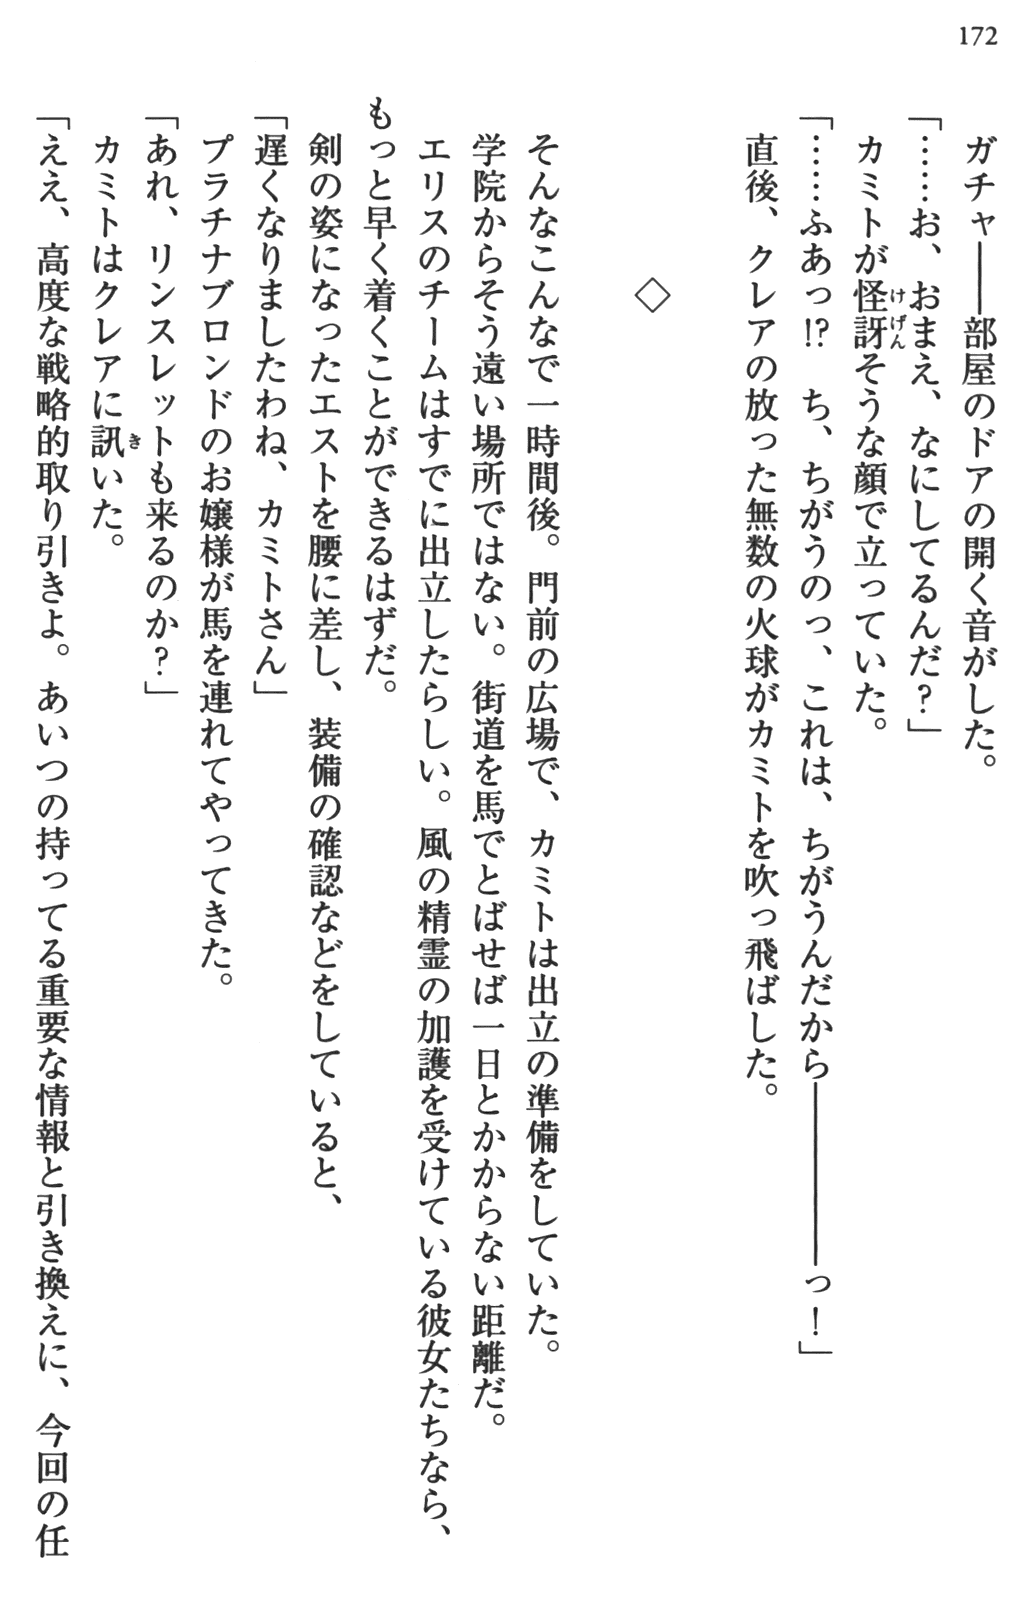 172
ガチャ――部屋のドアの開く音がした。
「……お、おまえ、なにしてるんだ？」
カミトが怪訝そうな顔で立っていた。
けげん
「……ふあっ!?　ち、ちがうのっ、これは、ちがうんだから―――――っ！」
直後、クレアの放った無数の火球がカミトを吹っ飛ばした。
◇
そんなこんなで一時間後。門前の広場で、カミトは出立の準備をしていた。
学院からそう遠い場所ではない。街道を馬でとばせば一日とかからない距離だ。
エリスのチームはすでに出立したらしい。風の精霊の加護を受けている彼女たちなら、
もっと早く着くことができるはずだ。
剣の姿になったエストを腰に差し、装備の確認などをしていると、
「遅くなりましたわね、カミトさん」
プラチナブロンドのお嬢様が馬を連れてやってきた。
「あれ、リンスレットも来るのか？」
カミトはクレアに訊いた。
き
「ええ、高度な戦略的取り引きよ。あいつの持ってる重要な情報と引き換えに、今回の任